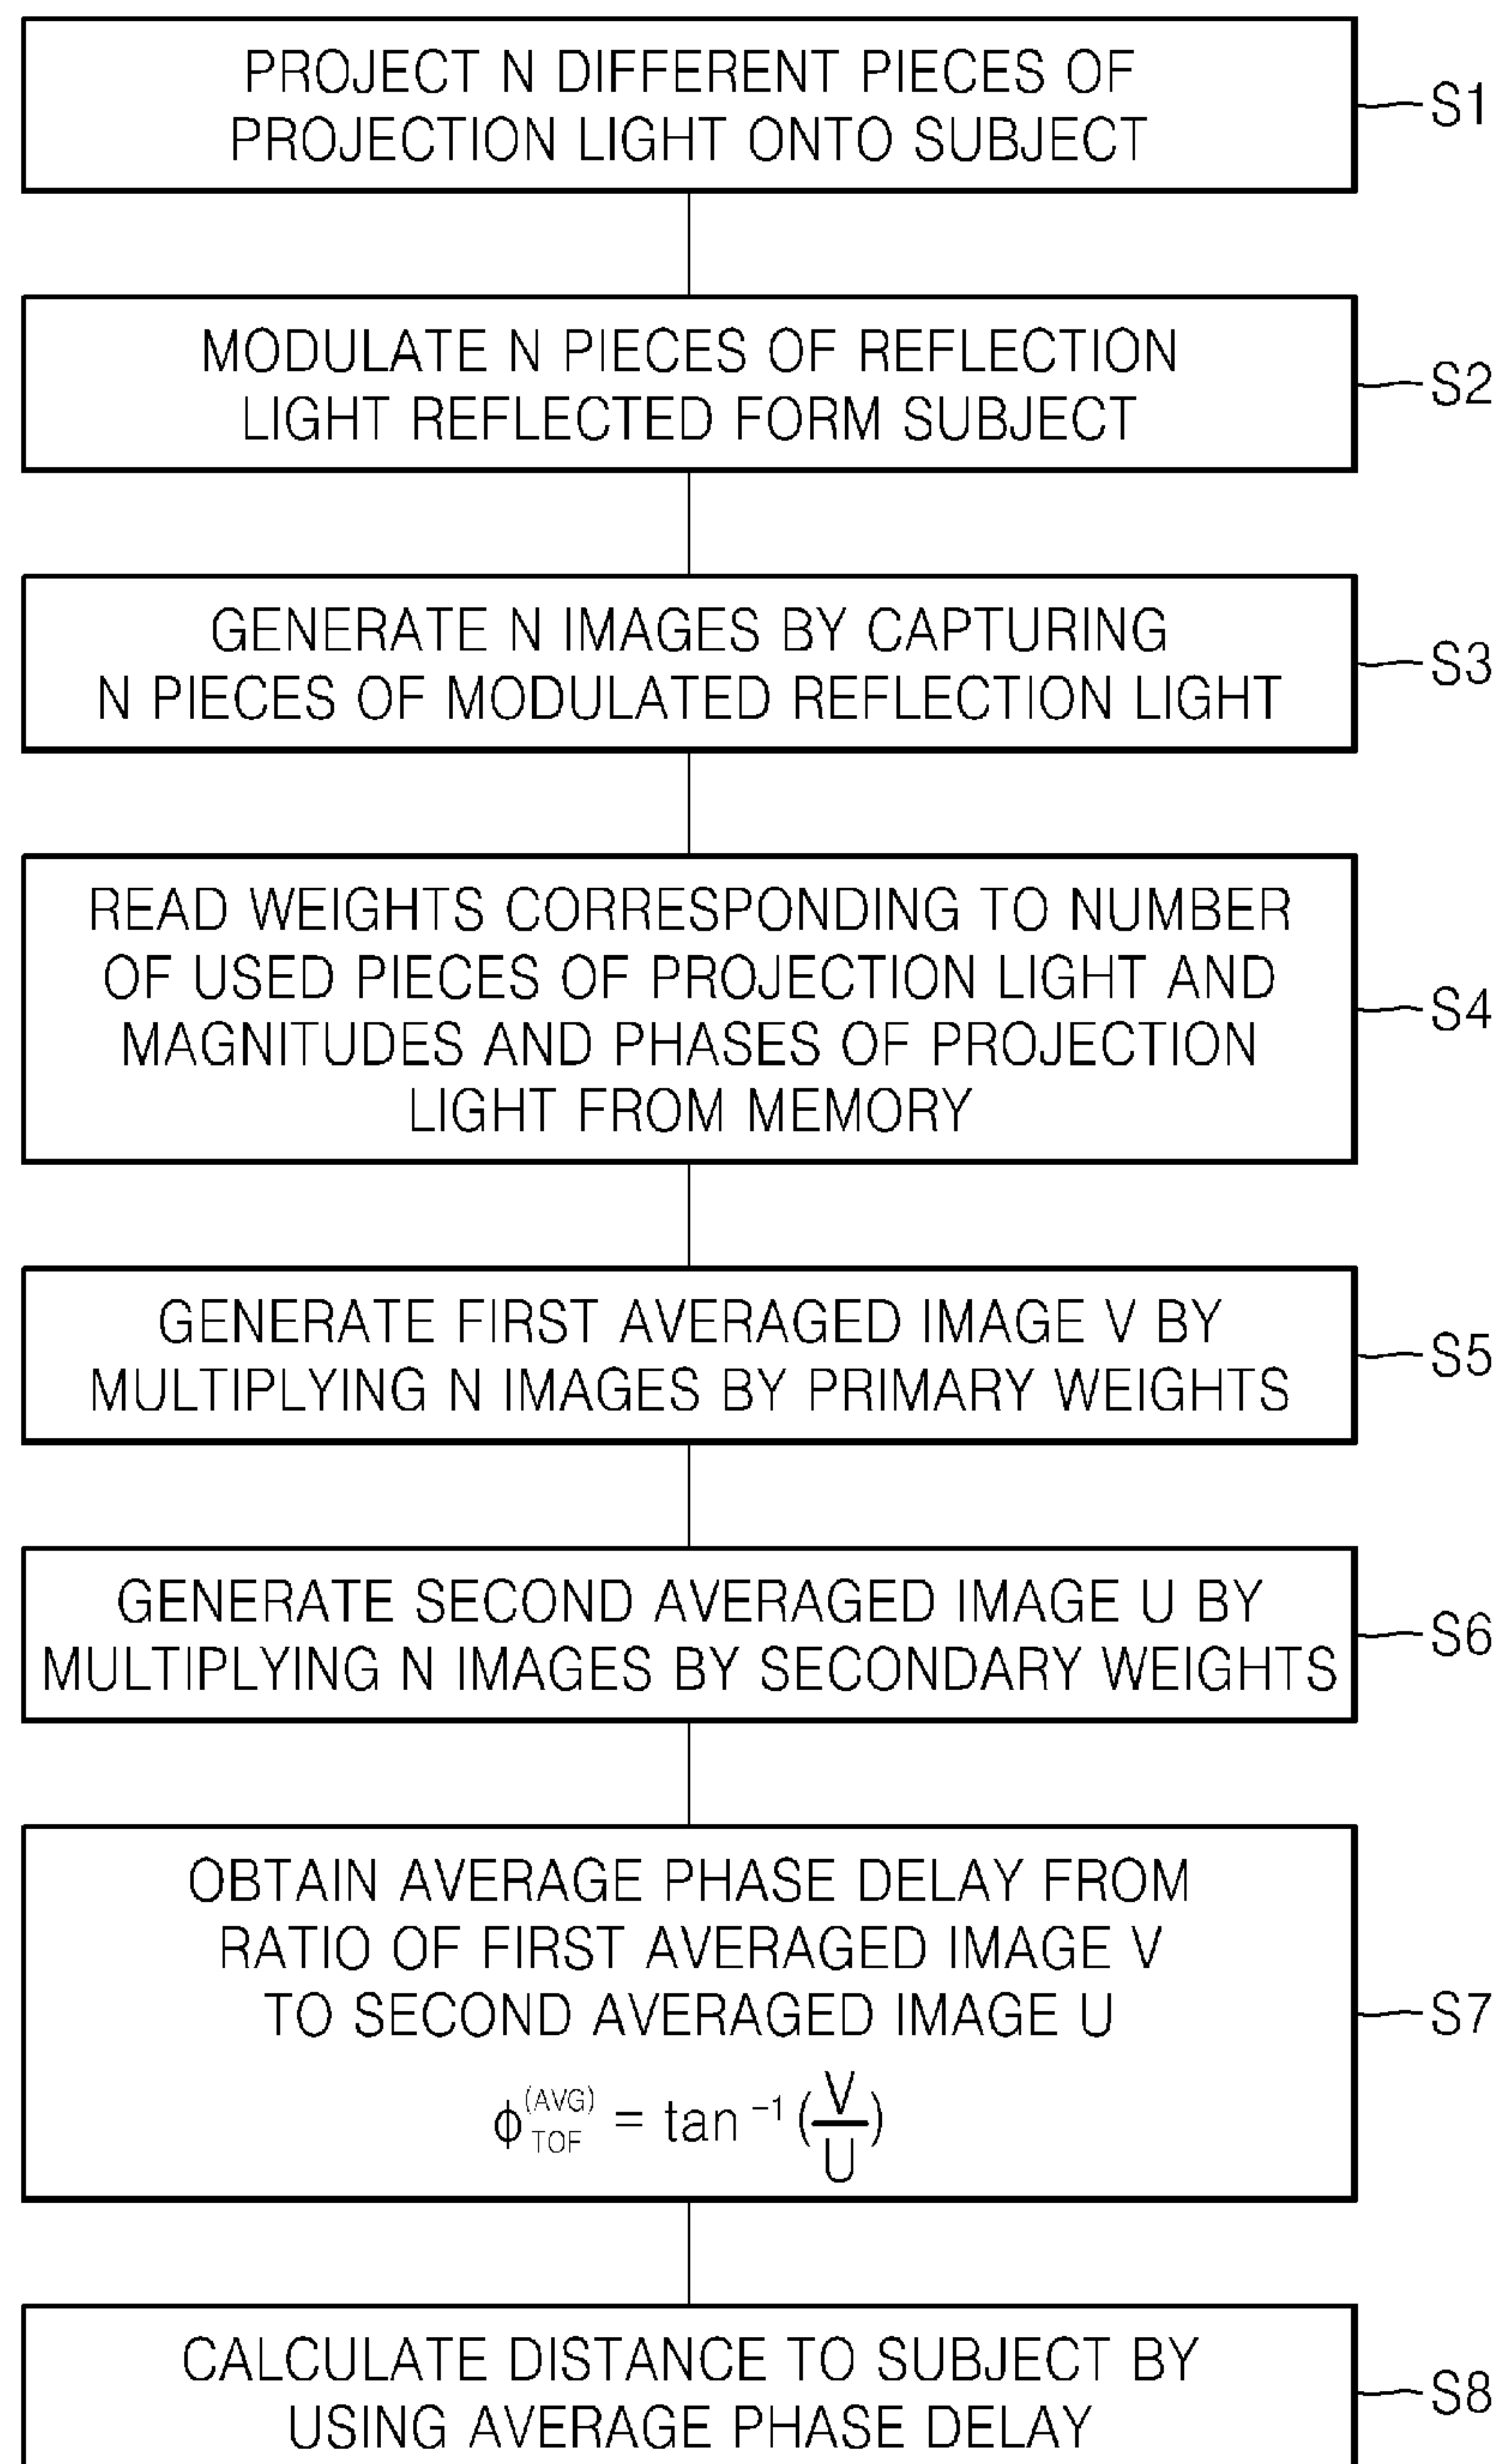 PROJECT N DIFFERENT PIECES OF
PROJECTION LIGHT ONTO SUBJECT
S1
MODULATE N PIECES OF REFLECTION
LIGHT REFLECTED FORM SUBJECT
S2
GENERATE N IMAGES BY CAPTURING
N PIECES OF MODULATED REFLECTION LIGHT
S3
READ WEIGHTS CORRESPONDING TO NUMBER
OF USED PIECES OF PROJECTION LIGHT AND
MAGNITUDES AND PHASES OF PROJECTION
LIGHT FROM MEMORY
S4
GENERATE FIRST AVERAGED IMAGE V BY
MULTIPLYING N IMAGES BY PRIMARY WEIGHTS
S5
GENERATE SECOND AVERAGED IMAGE U BY
MULTIPLYING N IMAGES BY SECONDARY WEIGHTS
S6
OBTAIN AVERAGE PHASE DELAY FROM
RATIO OF FIRST AVERAGED IMAGE V
TO SECOND AVERAGED IMAGE U
ϕ_TOF^(AVG) = tan⁻¹(V/U)
S7
CALCULATE DISTANCE TO SUBJECT BY
USING AVERAGE PHASE DELAY
S8